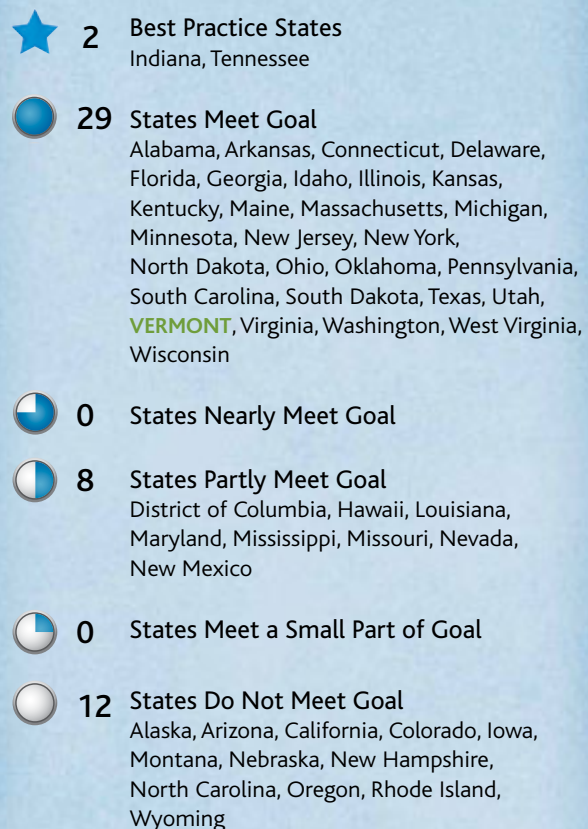 2 Best Practice States
Indiana, Tennessee
29 States Meet Goal
Alabama, Arkansas, Connecticut, Delaware,
Florida, Georgia, Idaho, Illinois, Kansas,
Kentucky, Maine, Massachusetts, Michigan,
Minnesota, New Jersey, New York,
North Dakota, Ohio, Oklahoma, Pennsylvania,
South Carolina, South Dakota, Texas, Utah,
VERMONT, Virginia, Washington, West Virginia,
Wisconsin
0 States Nearly Meet Goal
8 States Partly Meet Goal
District of Columbia, Hawaii, Louisiana,
Maryland, Mississippi, Missouri, Nevada,
New Mexico
0 States Meet a Small Part of Goal
12 States Do Not Meet Goal
Alaska, Arizona, California, Colorado, Iowa,
Montana, Nebraska, New Hampshire,
North Carolina, Oregon, Rhode Island,
Wyoming